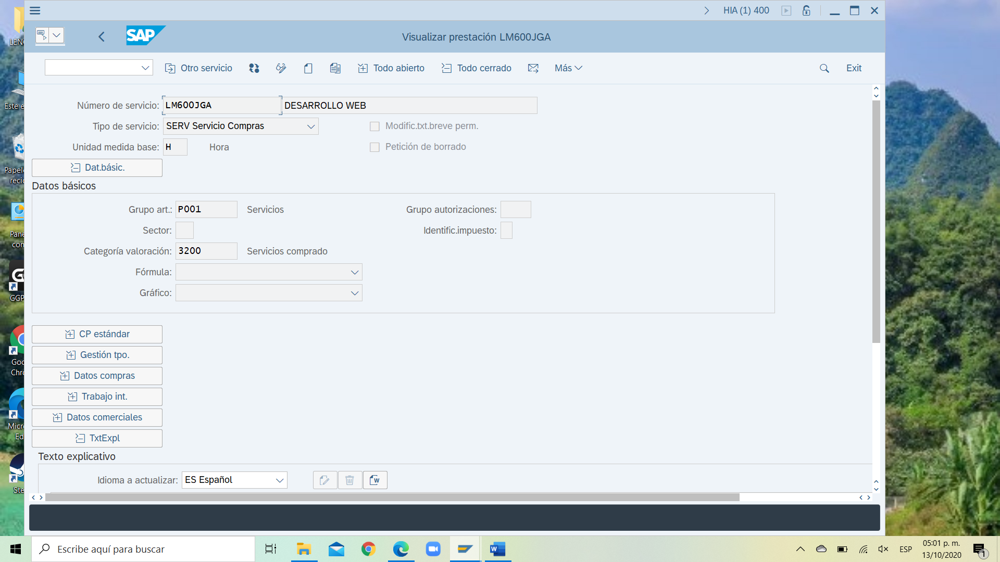 HIA (1) 400
SAP
Visualizar prestación LM600JGA
Otro servicio
Todo abierto
Todo cerrado
Más
Exit
Número de servicio: LM600JGA DESARROLLO WEB
Tipo de servicio: SERV Servicio Compras
Modific.txt.breve perm.
Unidad medida base: H Hora
Petición de borrado
Dat.básic.
Datos básicos
Grupo art.: P001 Servicios
Grupo autorizaciones:
Sector:
Identific.impuesto:
Categoría valoración: 3200 Servicios comprado
Fórmula:
Gráfico:
CP estándar
Gestión tpo.
Datos compras
Trabajo int.
Datos comerciales
TxtExpl
Texto explicativo
Idioma a actualizar: ES Español
LEN
Este e
Papele
reci
Pane
con
GGP
Goo
Chr
Micr
Ed
Ste
Escribe aquí para buscar
ESP
05:01 p. m.
13/10/2020
1